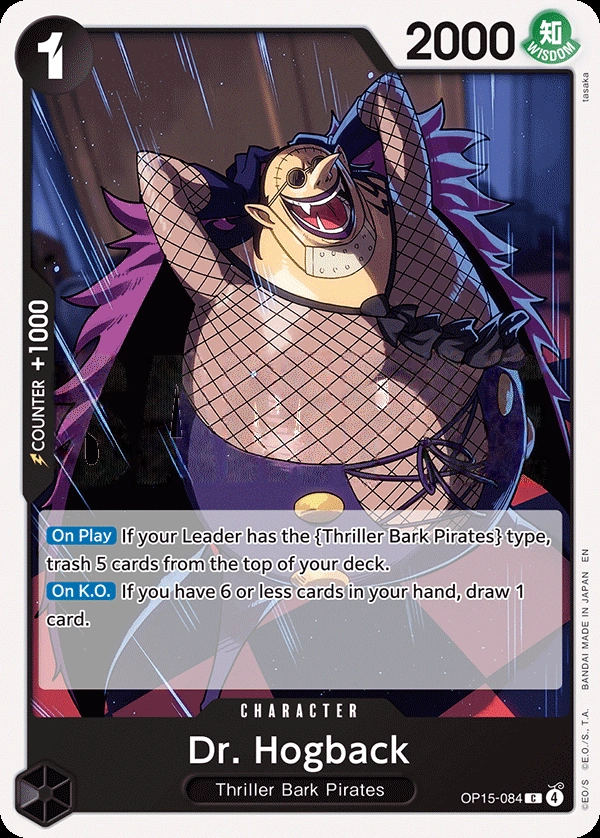 1
2000
知
WISDOM
tasaka
COUNTER +1000
On Play If your Leader has the {Thriller Bark Pirates} type,
trash 5 cards from the top of your deck.
On K.O. If you have 6 or less cards in your hand, draw 1
card.
CHARACTER
Dr. Hogback
Thriller Bark Pirates
OP15-084 C 4
©EO/S ©E.O./S., T.A. BANDAI MADE IN JAPAN EN